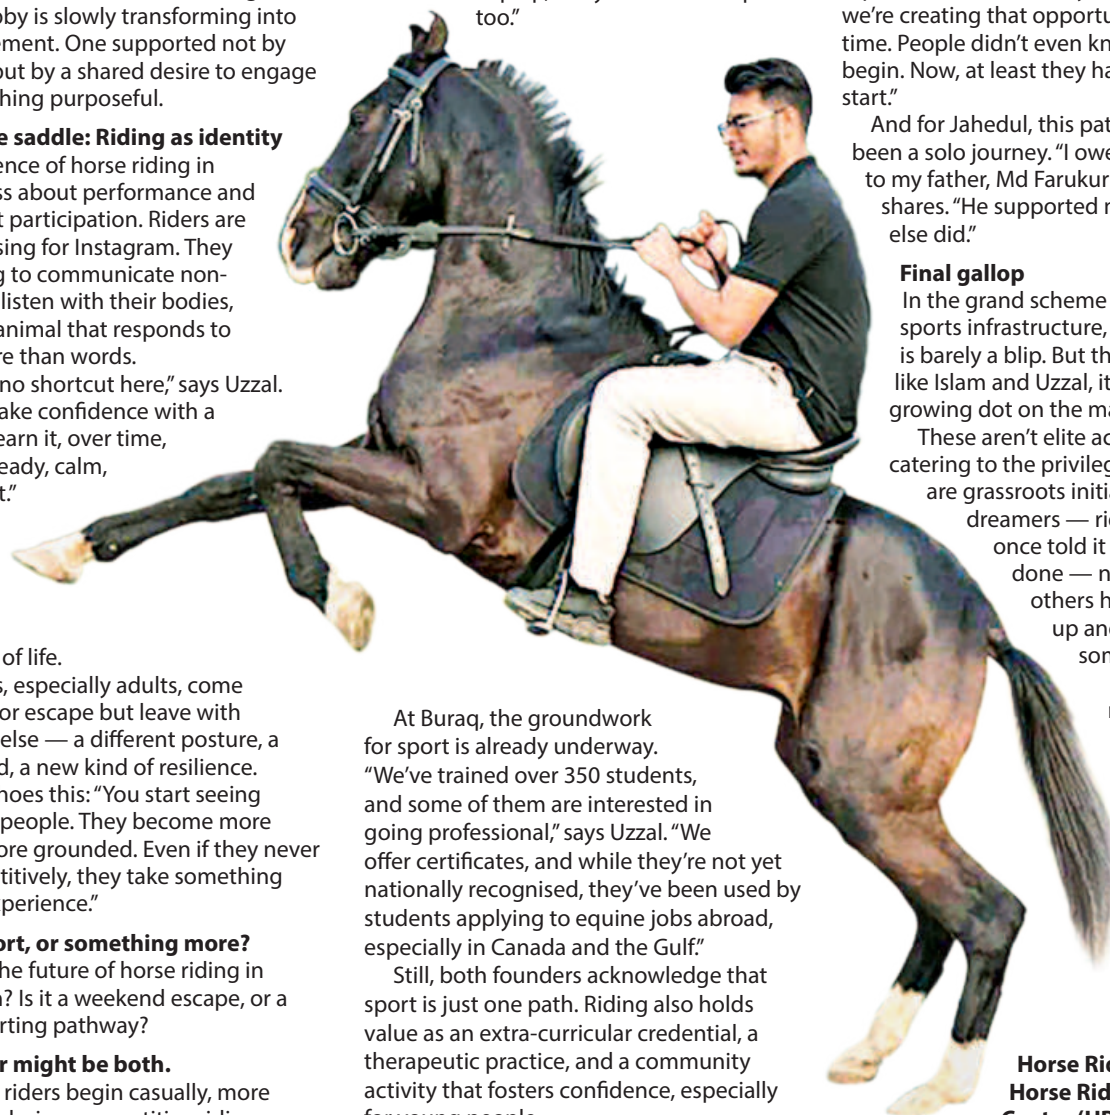 by is slowly transforming into
ement. One supported not by
out by a shared desire to engage
hing purposeful.
e saddle: Riding as identity
ence of horse riding in
ss about performance and
t participation. Riders are
sing for Instagram. They
g to communicate non-
listen with their bodies,
animal that responds to
re than words.
no shortcut here,” says Uzzal.
ake confidence with a
earn it, over time,
eady, calm,
t.”
of life.
s, especially adults, come
or escape but leave with
else — a different posture, a
d, a new kind of resilience.
hoes this: “You start seeing
people. They become more
ore grounded. Even if they never
titively, they take something
xperience.”
ort, or something more?
he future of horse riding in
? Is it a weekend escape, or a
rting pathway?
r might be both.
riders begin casually, more
too.”
At Buraq, the groundwork
for sport is already underway.
“We’ve trained over 350 students,
and some of them are interested in
going professional,” says Uzzal. “We
offer certificates, and while they’re not yet
nationally recognised, they’ve been used by
students applying to equine jobs abroad,
especially in Canada and the Gulf.”
Still, both founders acknowledge that
sport is just one path. Riding also holds
value as an extra-curricular credential, a
therapeutic practice, and a community
activity that fosters confidence, especially
we’re creating that opportu
time. People didn’t even kn
begin. Now, at least they ha
start.”
And for Jahedul, this pat
been a solo journey. “I owe
to my father, Md Farukur
shares. “He supported
else did.”
Final gallop
In the grand scheme
sports infrastructure,
is barely a blip. But th
like Islam and Uzzal, it
growing dot on the ma
These aren’t elite ac
catering to the privileg
are grassroots initi
dreamers — ri
once told it
done — n
others h
up and
som
Horse Ri
Horse Rid